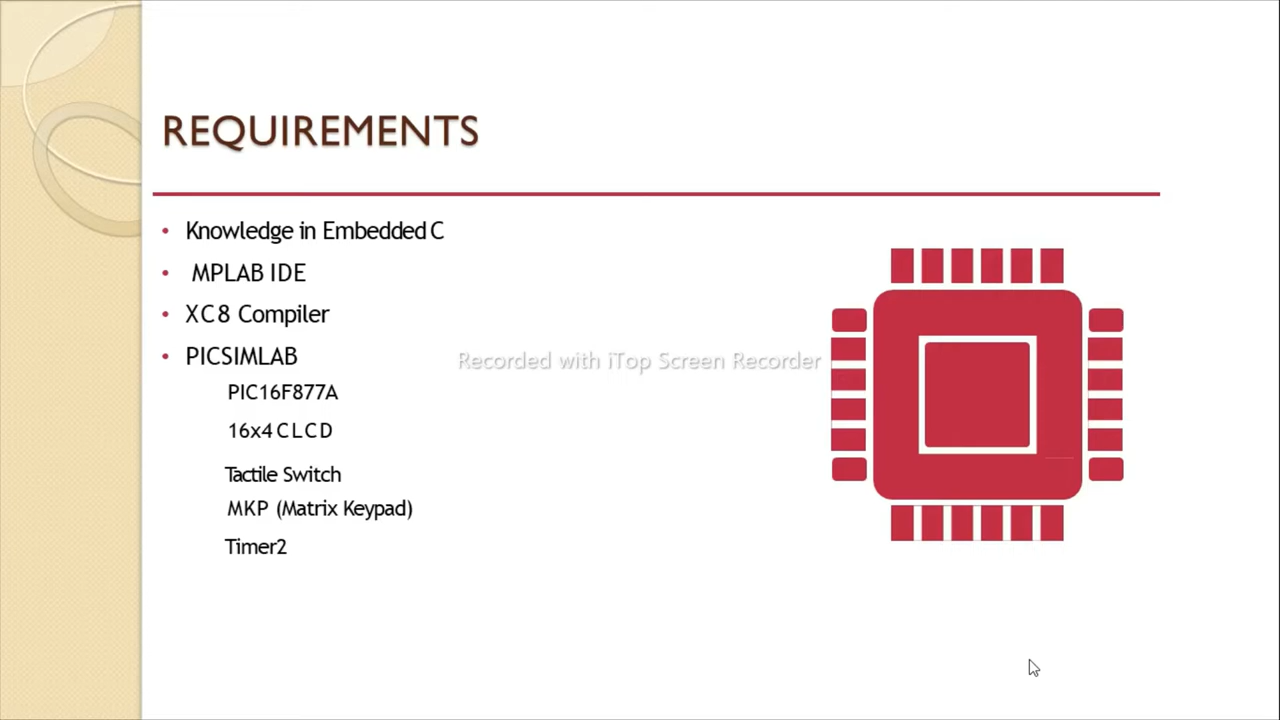 REQUIREMENTS
Knowledge in Embedded C
MPLAB IDE
XC8 Compiler
PICSIMLAB
Recorded with iTop Screen Recorder
PIC16F877A
16x4 CLCD
Tactile Switch
MKP (Matrix Keypad)
Timer2